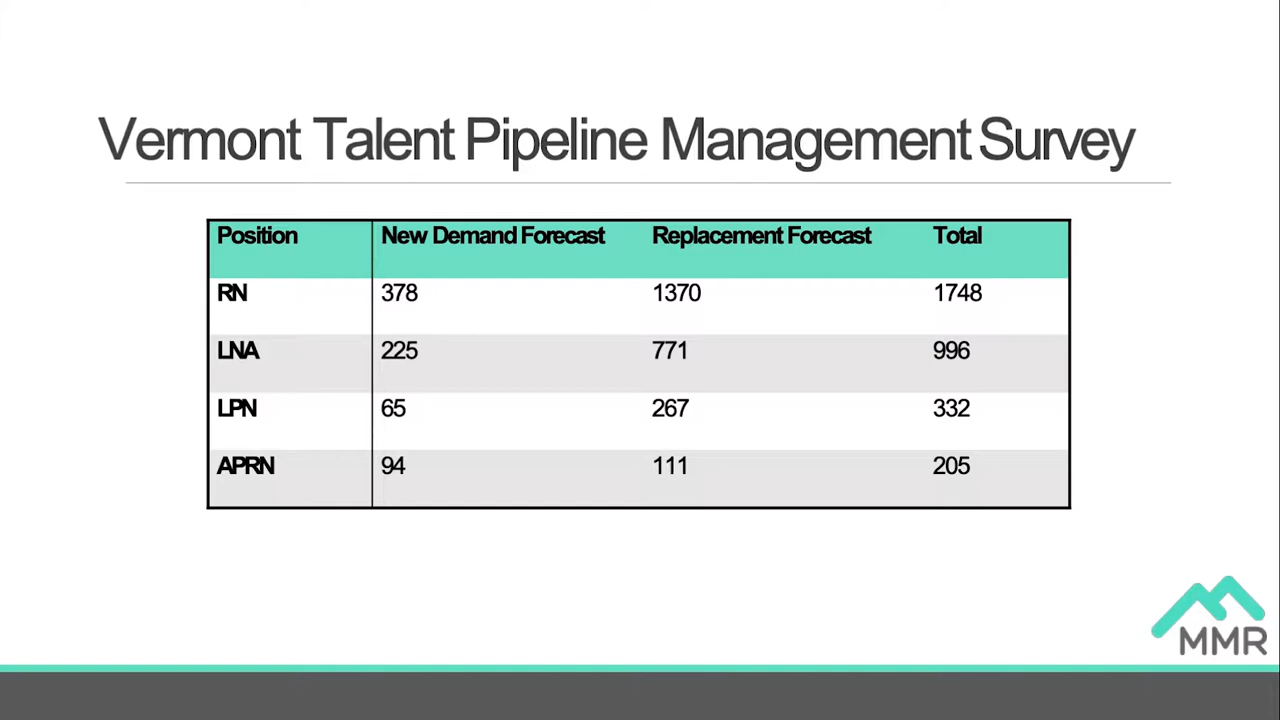 Vermont Talent Pipeline Management Survey
Position New Demand Forecast Replacement Forecast Total
RN 378 1370 1748
LNA 225 771 996
LPN 65 267 332
APRN 94 111 205
MMR